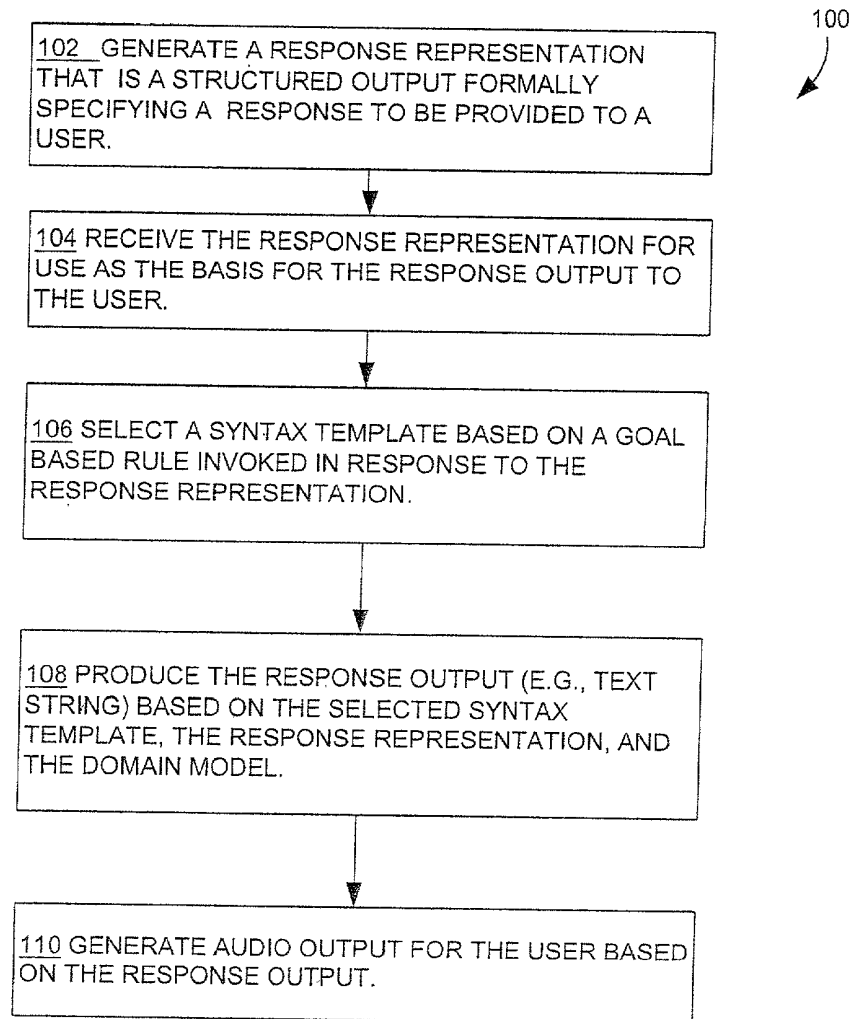 100
102 GENERATE A RESPONSE REPRESENTATION
THAT IS A STRUCTURED OUTPUT FORMALLY
SPECIFYING A RESPONSE TO BE PROVIDED TO A
USER.
104 RECEIVE THE RESPONSE REPRESENTATION FOR
USE AS THE BASIS FOR THE RESPONSE OUTPUT TO
THE USER.
106 SELECT A SYNTAX TEMPLATE BASED ON A GOAL
BASED RULE INVOKED IN RESPONSE TO THE
RESPONSE REPRESENTATION.
108 PRODUCE THE RESPONSE OUTPUT (E.G., TEXT
STRING) BASED ON THE SELECTED SYNTAX
TEMPLATE, THE RESPONSE REPRESENTATION, AND
THE DOMAIN MODEL.
110 GENERATE AUDIO OUTPUT FOR THE USER BASED
ON THE RESPONSE OUTPUT.